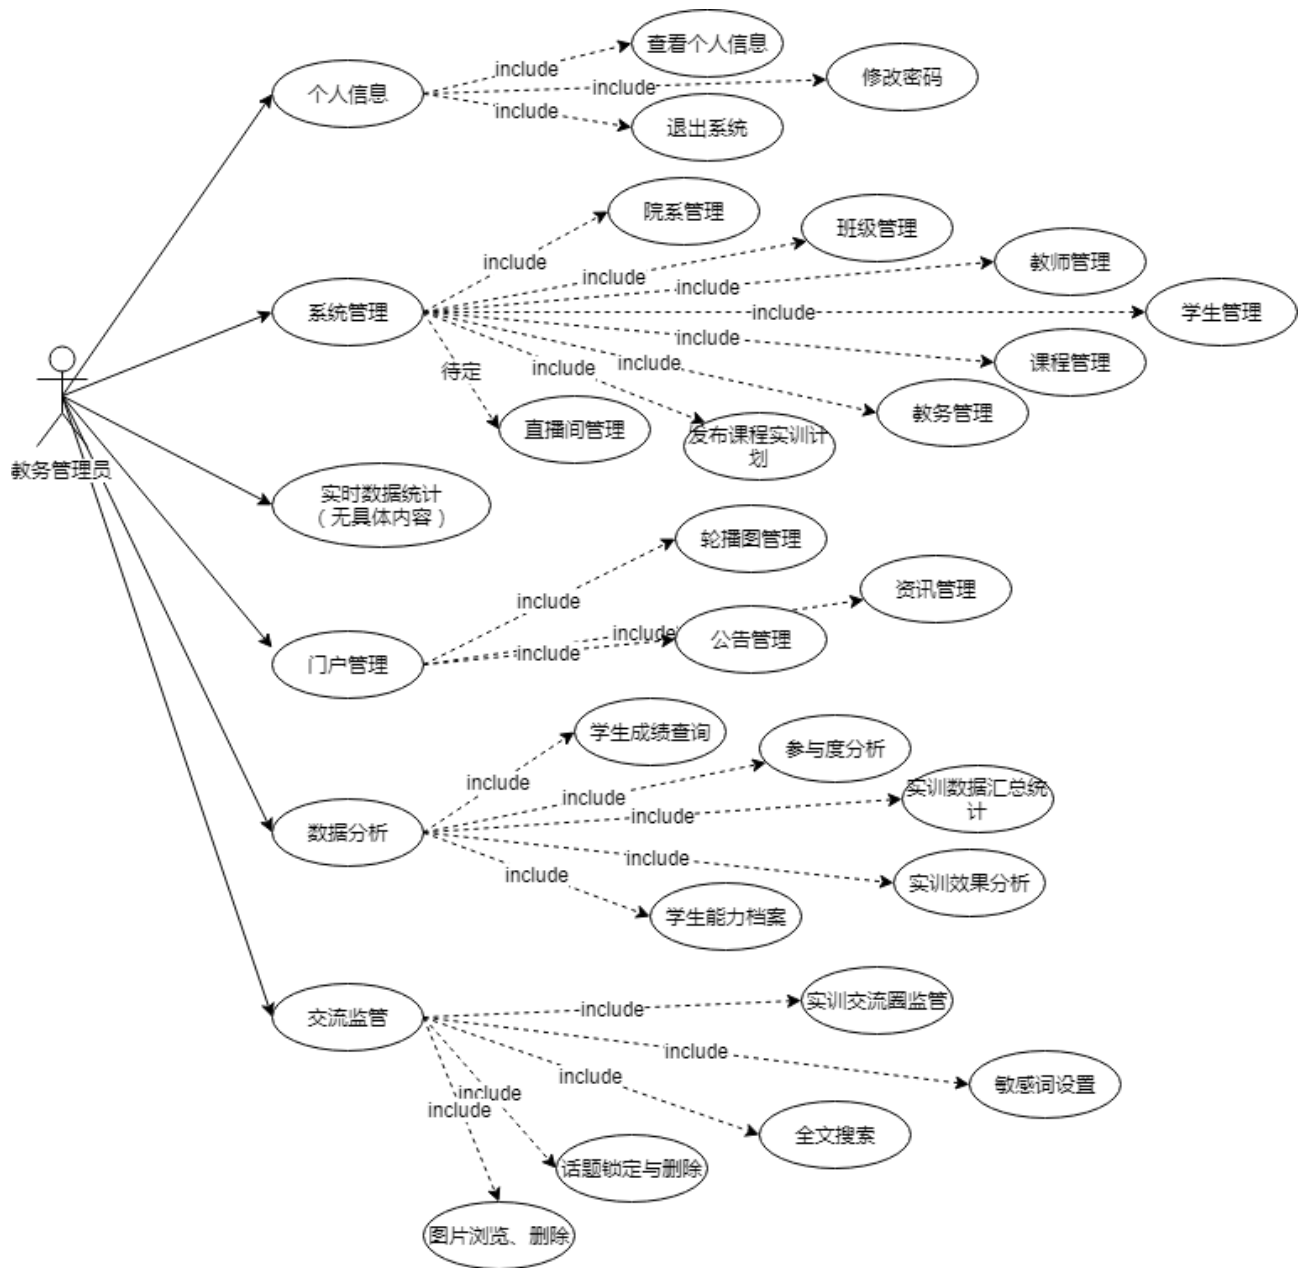 查看个人信息
include
个人信息
include
修改密码
include
退出系统
院系管理
班级管理
include
教师管理
include
include
系统管理
include
学生管理
include
课程管理
include
include
待定
教务管理
直播间管理
发布课程实训计
划
教务管理员
实时数据统计
（无具体内容）
轮播图管理
资讯管理
include
include
公告管理
include
门户管理
学生成绩查询
参与度分析
include
实训数据汇总统
计
include
include
数据分析
include
include
实训效果分析
学生能力档案
实训交流圈监管
include
交流监管
include
include
敏感词设置
include
include
全文搜索
话题锁定与删除
图片浏览、删除